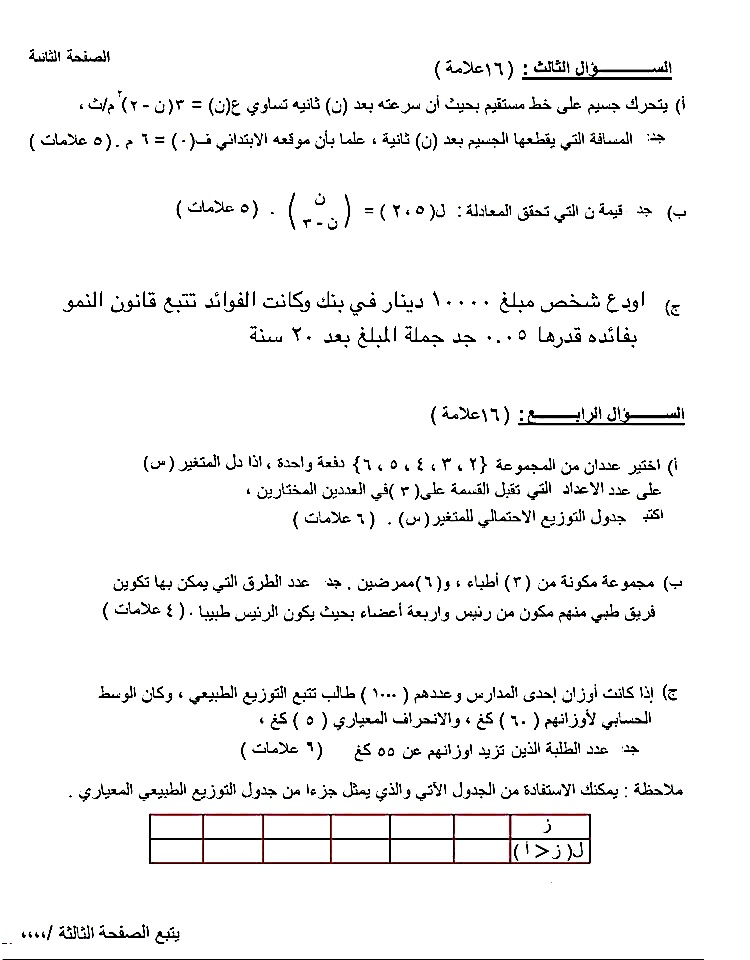 الصفحة الثانية
الســــــــــؤال الثالث : ( ١٦علامة )
أ) يتحرك جسيم على خط مستقيم بحيث أن سرعته بعد (ن) ثانيه تساوي ع(ن) = ٣(ن - ٢)² م/ث ،
جد: المسافة التي يقطعها الجسيم بعد (ن) ثانية ، علما بأن موقعه الابتدائي ف(٠) = ٦ م . (٥ علامات )
ب) جد قيمة ن التي تحقق المعادلة : ل(٥ ، ٢) = ( ن ن - ٣ ) . (٥ علامات )
ج) اودع شخص مبلغ ١٠٠٠٠ دينار في بنك وكانت الفوائد تتبع قانون النمو
بفائده قدرها ٠.٠٥ جد جملة المبلغ بعد ٢٠ سنة
الســــــــؤال الرابــــــــع : ( ١٦علامة )
أ) اختير عددان من المجموعة {٢ ، ٣ ، ٤ ، ٥ ، ٦} دفعة واحدة ، اذا دل المتغير (س)
على عدد الاعداد التي تقبل القسمة على(٣ )في العددين المختارين ،
اكتب جدول التوزيع الاحتمالي للمتغير(س) . (٦ علامات )
ب) مجموعة مكونة من (٣) أطباء ، و(٦)ممرضين . جد عدد الطرق التي يمكن بها تكوين
فريق طبي منهم مكون من رئيس واربعة أعضاء بحيث يكون الرئيس طبيبا . (٤ علامات )
ج) إذا كانت أوزان إحدى المدارس وعددهم ( ١٠٠٠ ) طالب تتبع التوزيع الطبيعي ، وكان الوسط
الحسابي لأوزانهم ( ٦٠ ) كغ ، والانحراف المعياري ( ٥ ) كغ ،
جد: عدد الطلبة الذين تزيد اوزانهم عن ٥٥ كغ (٦ علامات )
ملاحظة : يمكنك الاستفادة من الجدول الآتي والذي يمثل جزءا من جدول التوزيع الطبيعي المعياري .
ز
ل( ز < أ )
يتبع الصفحة الثالثة /،،،،